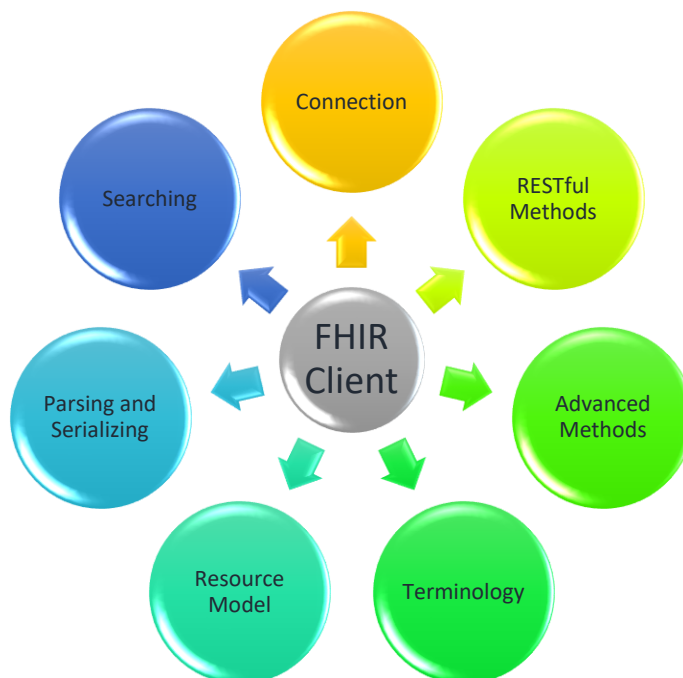 Connection
RESTful
Methods
Searching
FHIR
Client
Advanced
Methods
Parsing and
Serializing
Resource
Model
Terminology